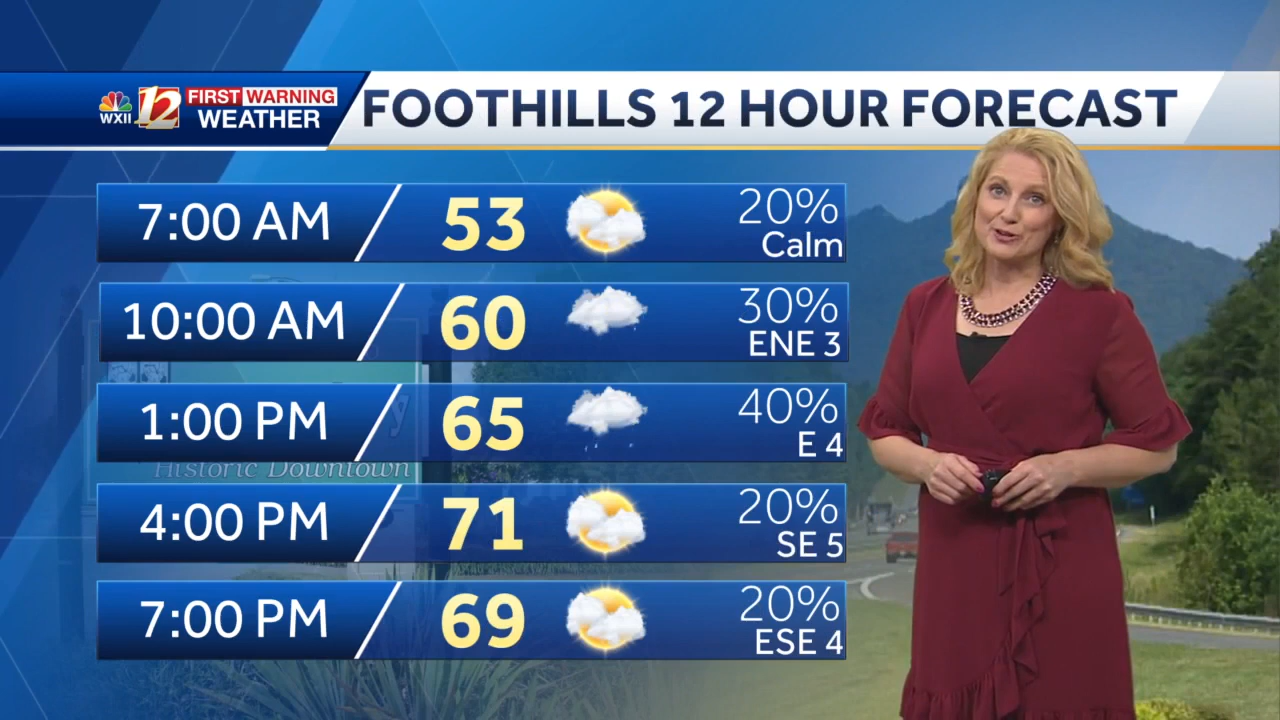 WXII 12 FIRST WARNING
WEATHER
FOOTHILLS 12 HOUR FORECAST
7:00 AM 53 20%
Calm
10:00 AM 60 30%
ENE 3
1:00 PM 65 40%
E 4
Historic Downtown
4:00 PM 71 20%
SE 5
7:00 PM 69 20%
ESE 4